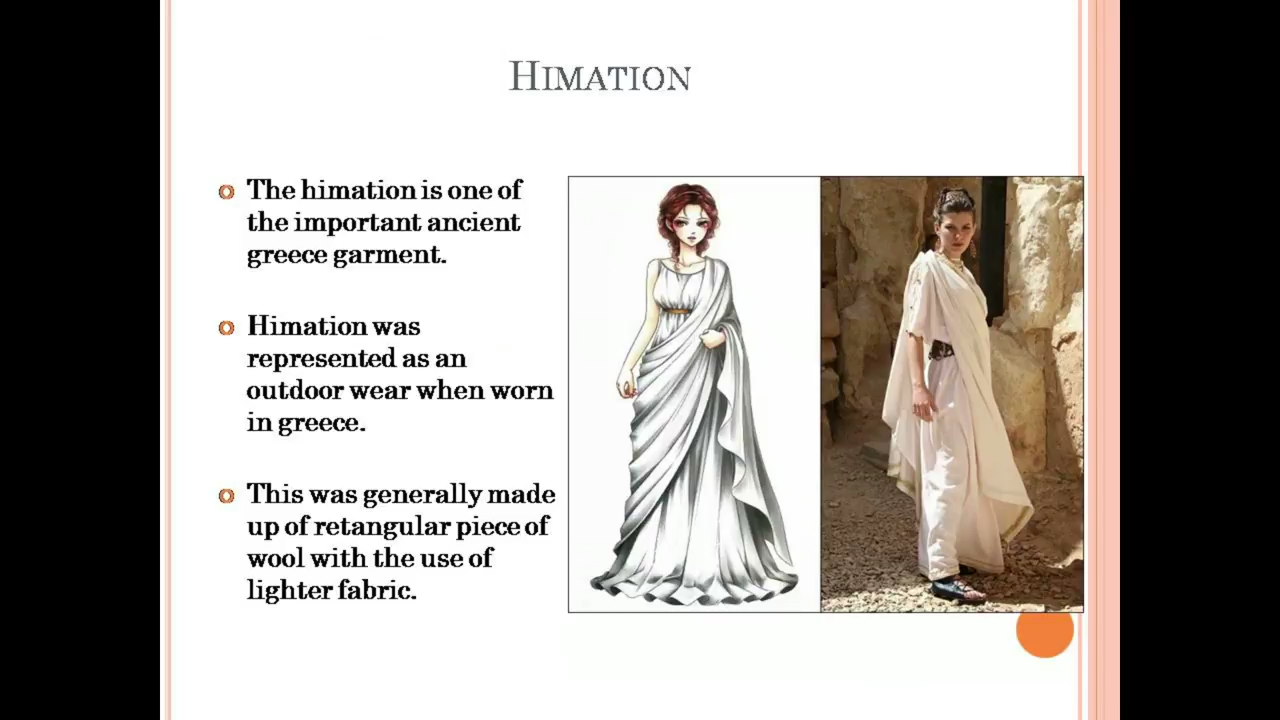 HIMATION
The himation is one of
the important ancient
greece garment.
Himation was
represented as an
outdoor wear when worn
in greece.
This was generally made
up of retangular piece of
wool with the use of
lighter fabric.